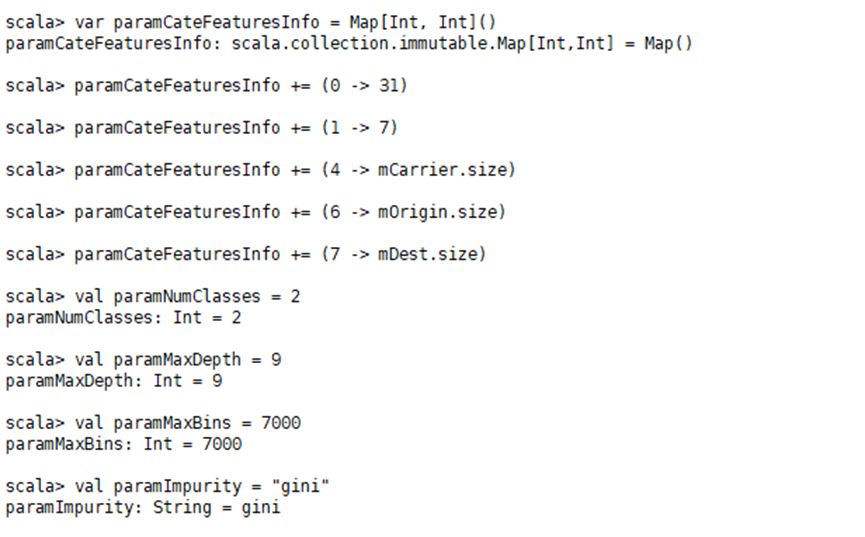 scala> var paramCateFeaturesInfo = Map[Int, Int]()
paramCateFeaturesInfo: scala.collection.immutable.Map[Int,Int] = Map()
scala> paramCateFeaturesInfo += (0 -> 31)
scala> paramCateFeaturesInfo += (1 -> 7)
scala> paramCateFeaturesInfo += (4 -> mCarrier.size)
scala> paramCateFeaturesInfo += (6 -> mOrigin.size)
scala> paramCateFeaturesInfo += (7 -> mDest.size)
scala> val paramNumClasses = 2
paramNumClasses: Int = 2
scala> val paramMaxDepth = 9
paramMaxDepth: Int = 9
scala> val paramMaxBins = 7000
paramMaxBins: Int = 7000
scala> val paramImpurity = "gini"
paramImpurity: String = gini